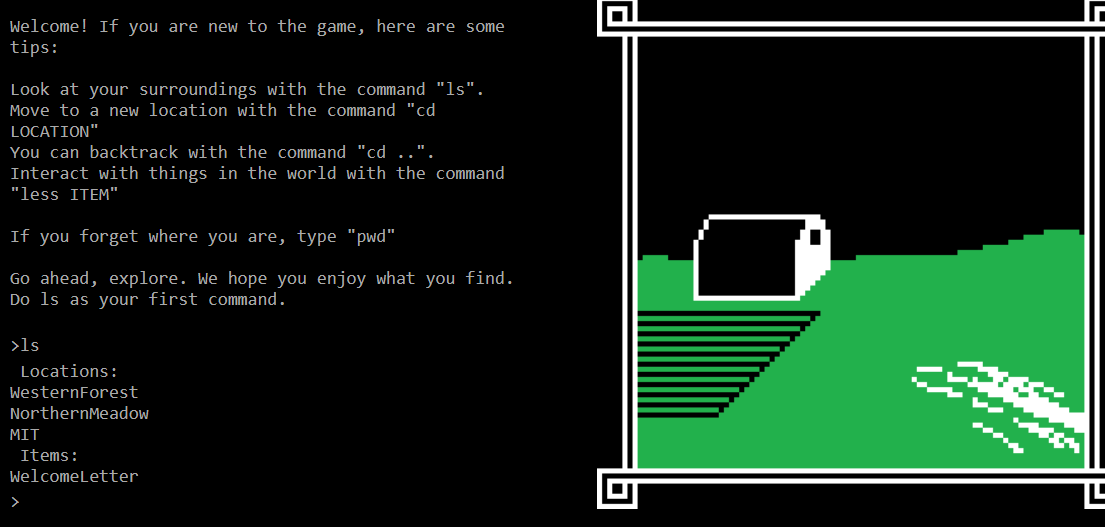 Welcome! If you are new to the game, here are some
tips:
Look at your surroundings with the command "ls".
Move to a new location with the command "cd
LOCATION"
You can backtrack with the command "cd ..".
Interact with things in the world with the command
"less ITEM"
If you forget where you are, type "pwd"
Go ahead, explore. We hope you enjoy what you find.
Do ls as your first command.
>ls
Locations:
WesternForest
NorthernMeadow
MIT
Items:
WelcomeLetter
>